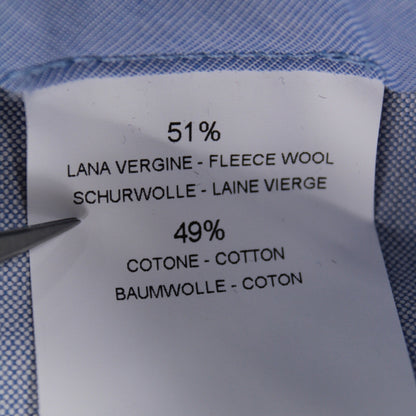 51%
LANA VERGINE - FLEECE WOOL
SCHURWOLLE - LAINE VIERGE
49%
COTONE - COTTON
BAUMWOLLE - COTON